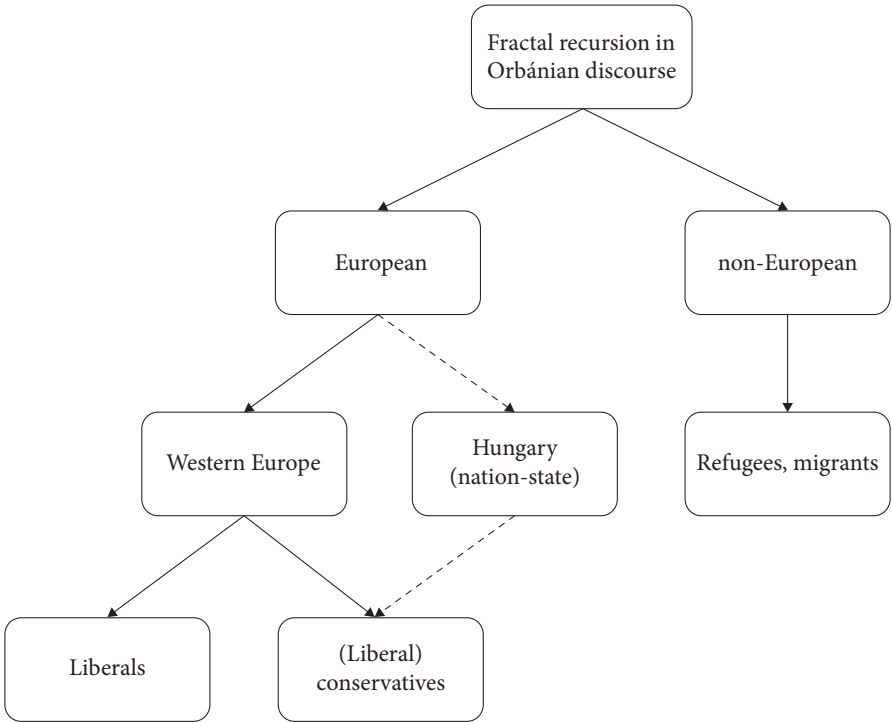 Fractal recursion in
Orbánian discourse
European
non-European
Western Europe
Hungary
(nation-state)
Refugees, migrants
Liberals
(Liberal)
conservatives